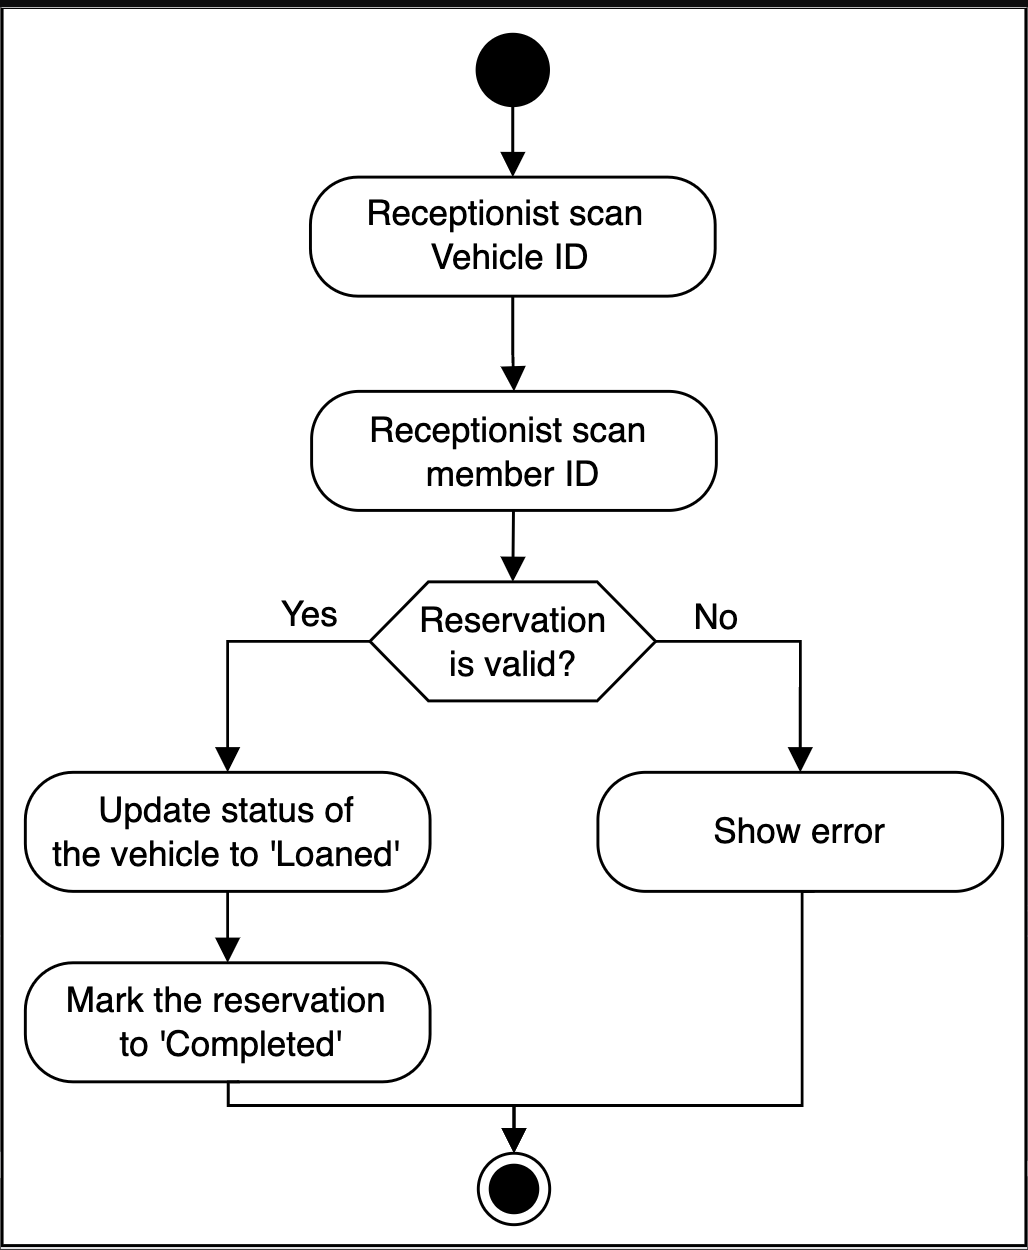 Receptionist scan
Vehicle ID
Receptionist scan
member ID
Yes
Reservation
is valid?
No
Update status of
the vehicle to 'Loaned'
Show error
Mark the reservation
to 'Completed'